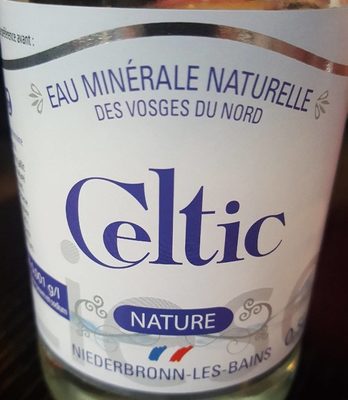 EAU MINÉRALE NATURELLE
DES VOSGES DU NORD
Celtic
NATURE
NIEDERBRONN-LES-BAINS